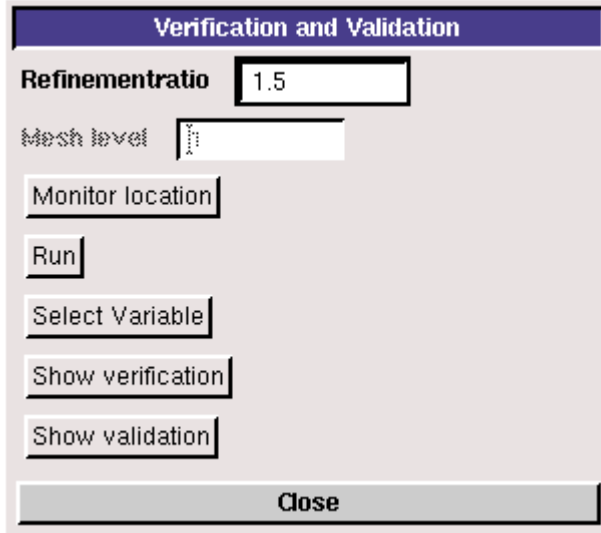 Verification and Validation
Refinementratio 1.5
Mesh level
Monitor location
Run
Select Variable
Show verification
Show validation
Close